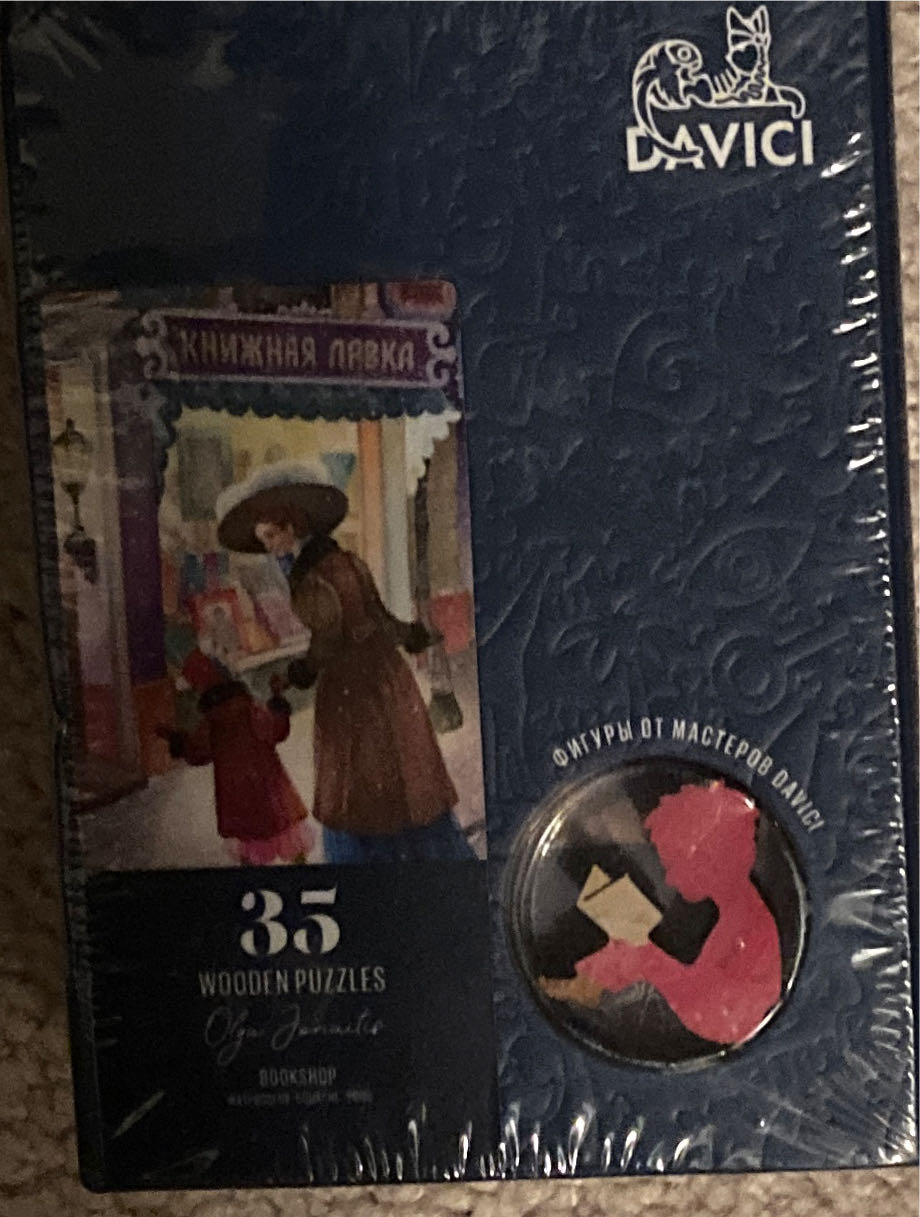 DAVICI
КНИЖНАЯ ЛАВКА
ФИГУРЫ ОТ МАСТЕРОВ DAVICI
35
WOODEN PUZZLES
BOOKSHOP